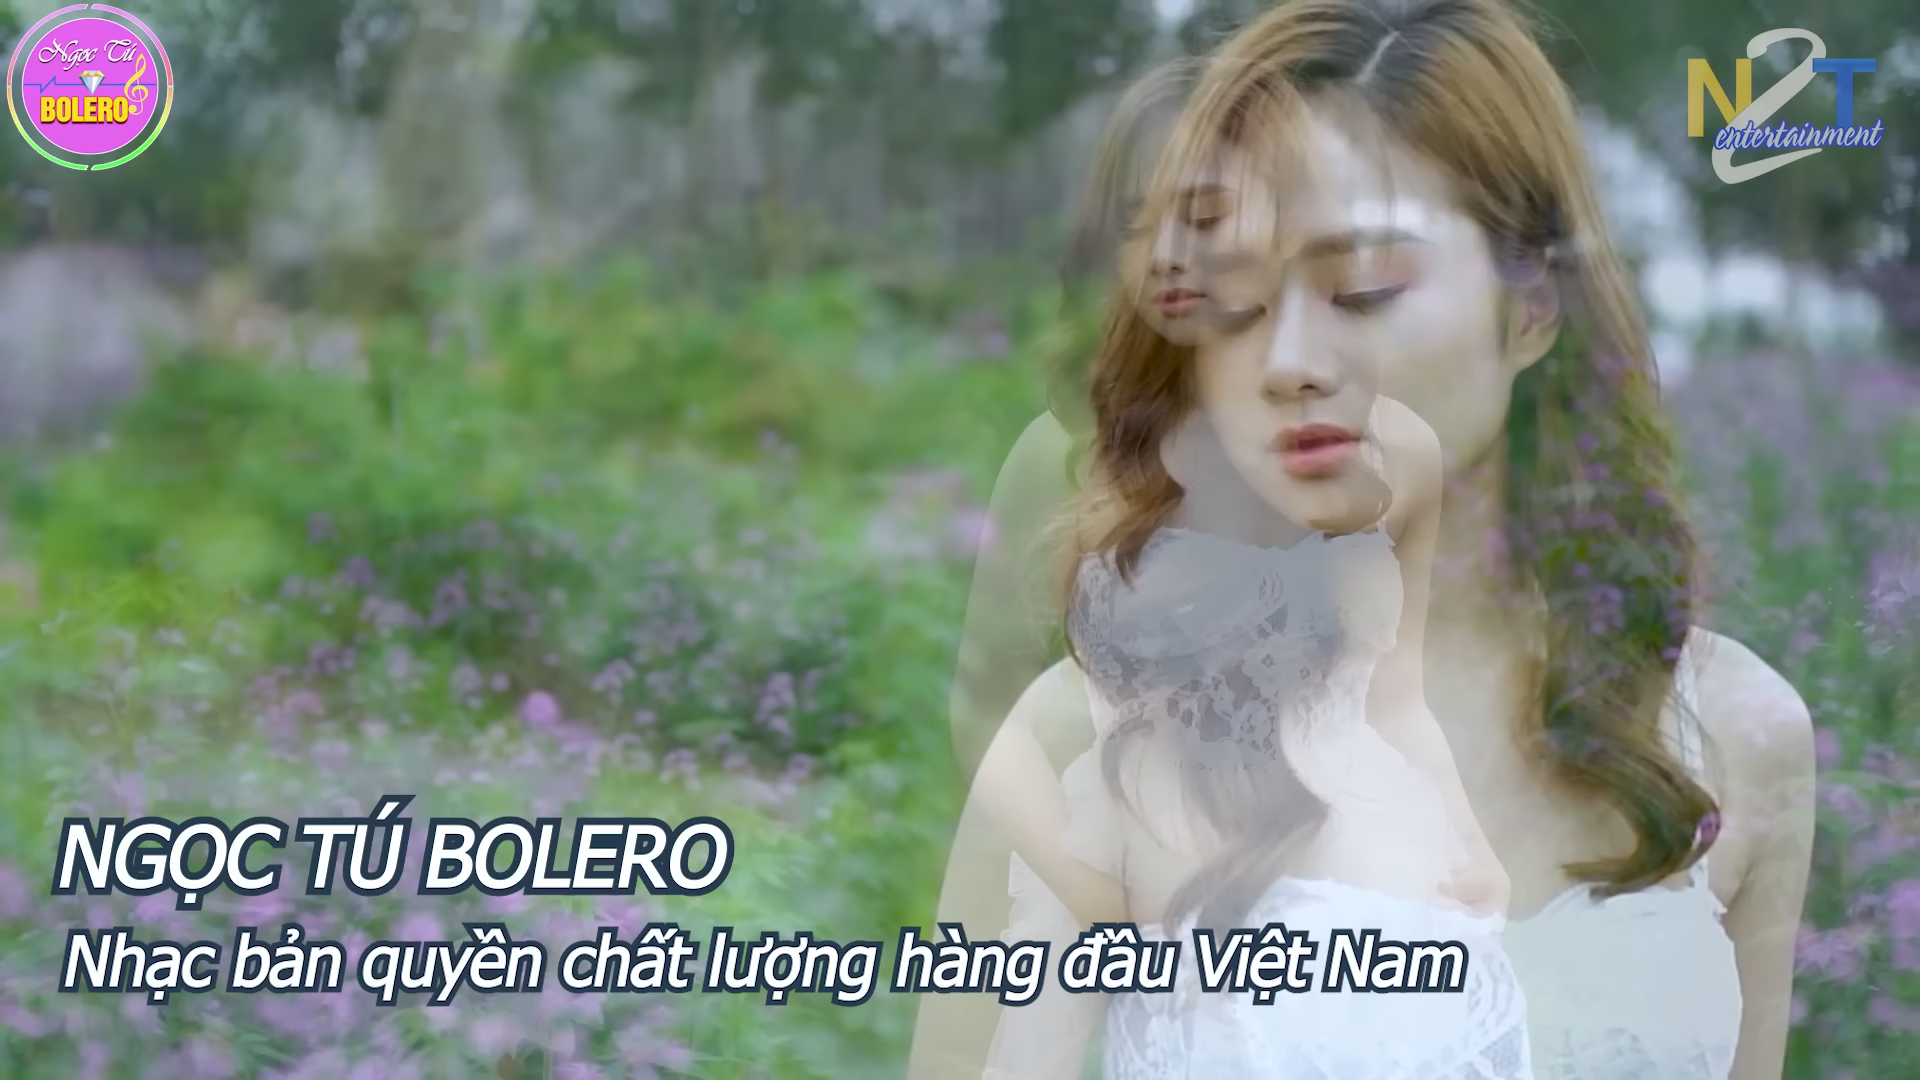 Ngọc Tú
BOLERO
N2T
entertainment
NGỌC TÚ BOLERO
Nhạc bản quyền chất lượng hàng đầu Việt Nam